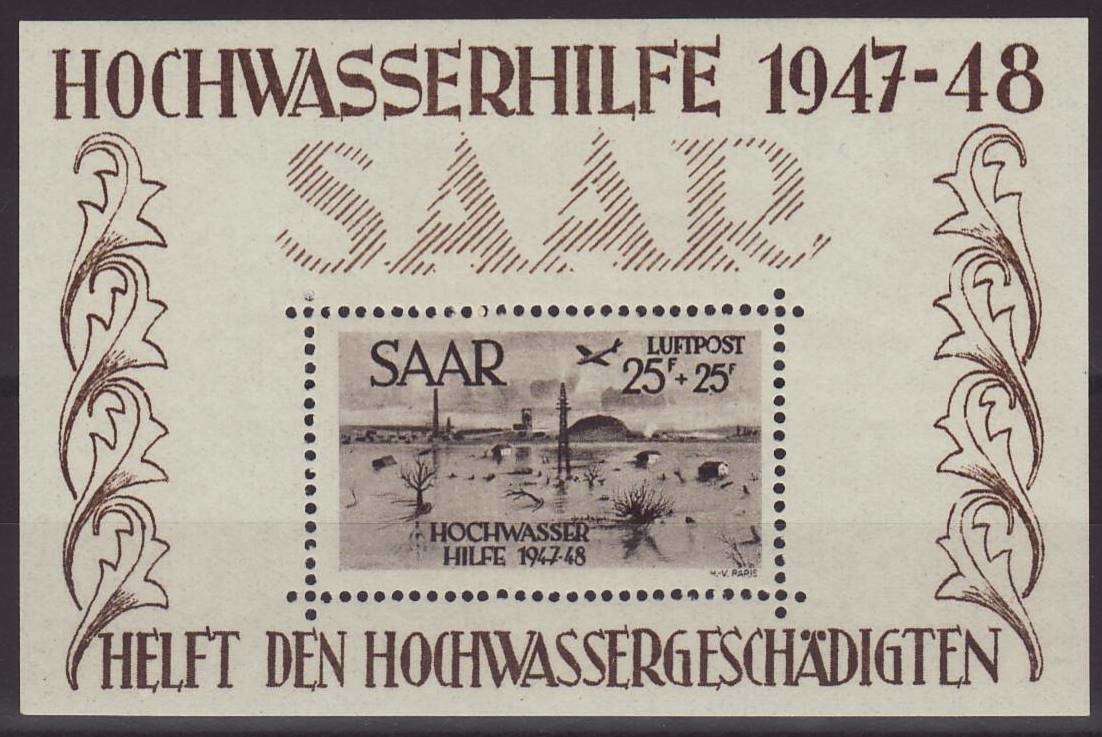 HOCHWASSERHILFE 1947-48
SAAR
SAAR
LUFTPOST
25F + 25F
HOCHWASSER
HILFE 1947-48
H.-V. PARIS
HELFT DEN HOCHWASSERGESCHÄDIGTEN